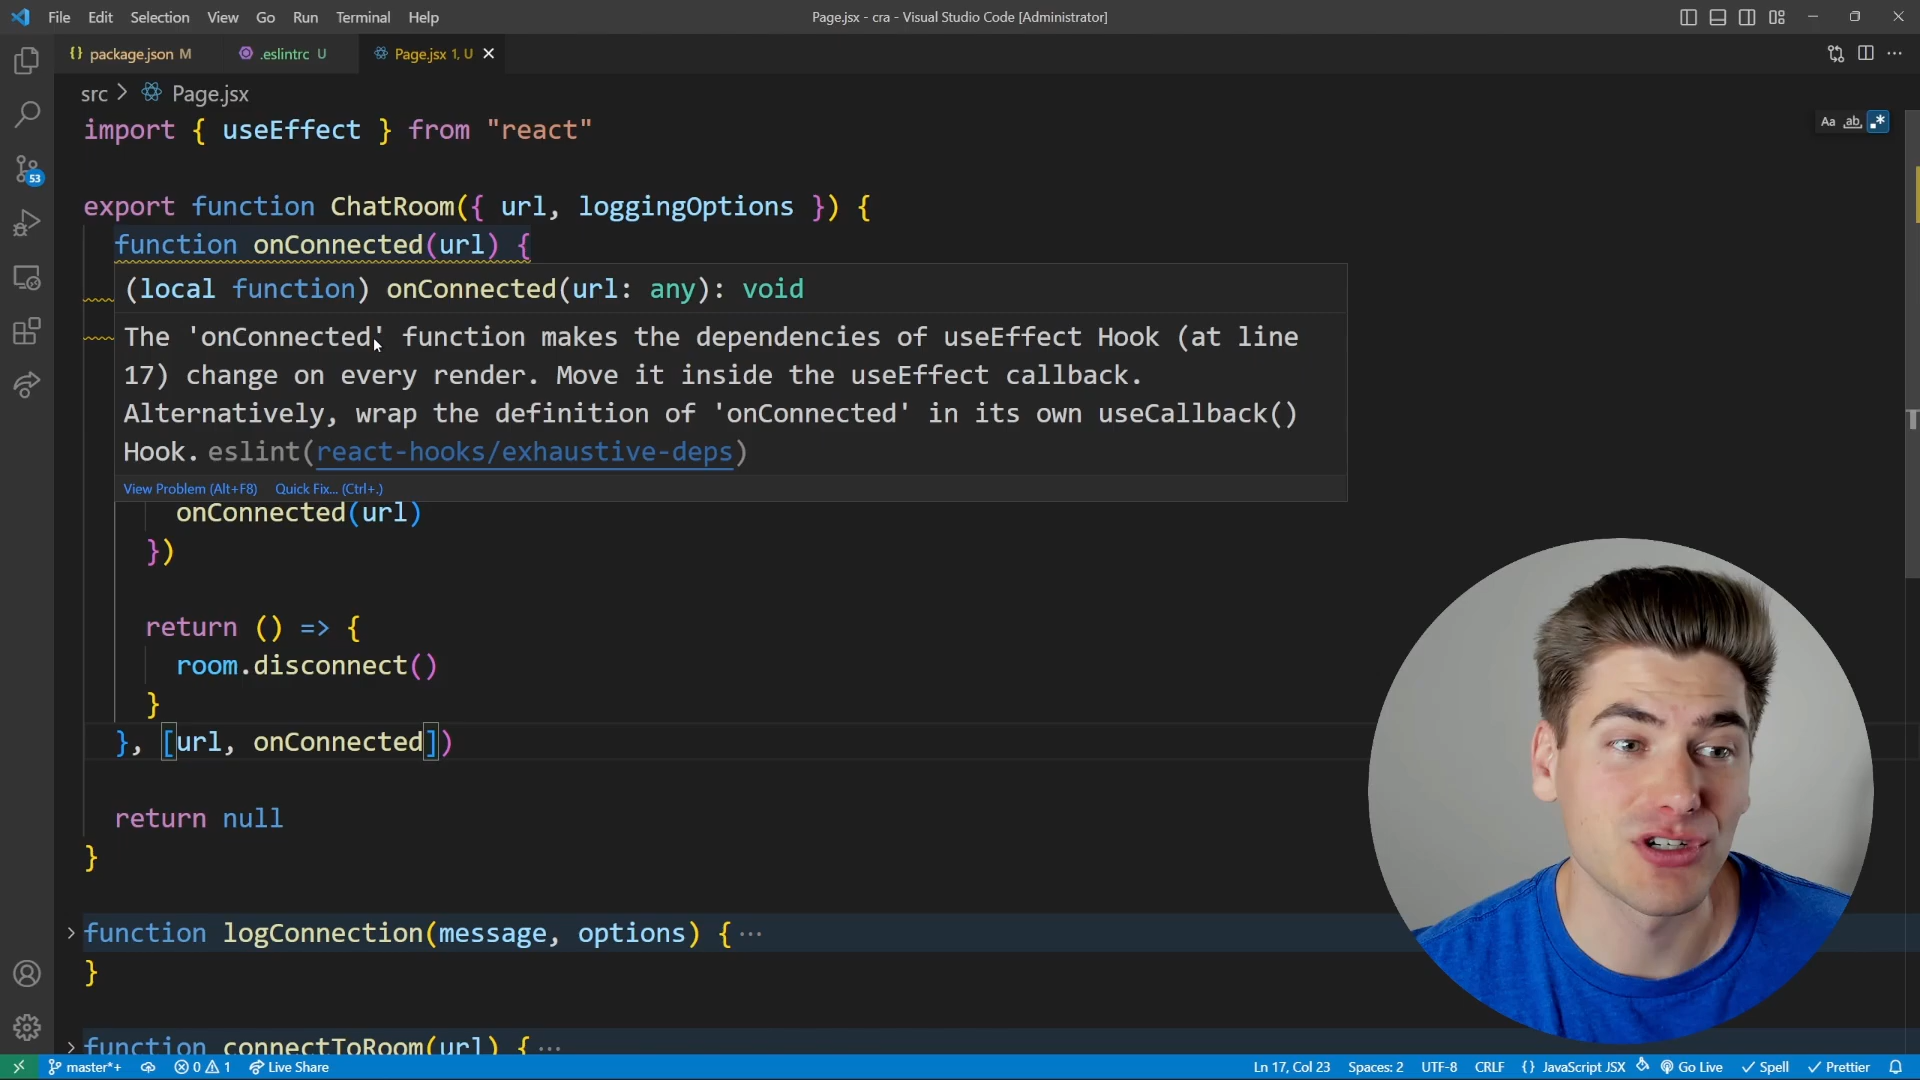 File Edit Selection View Go Run Terminal Help
Page.jsx - cra - Visual Studio Code [Administrator]
{} package.json M
.eslintrc U
Page.jsx 1, U
src > Page.jsx
Aa ab .*
import { useEffect } from "react"
53
export function ChatRoom({ url, loggingOptions }) {
function onConnected(url) {
(local function) onConnected(url: any): void
The 'onConnected' function makes the dependencies of useEffect Hook (at line
17) change on every render. Move it inside the useEffect callback.
Alternatively, wrap the definition of 'onConnected' in its own useCallback()
Hook. eslint(react-hooks/exhaustive-deps)
View Problem (Alt+F8) Quick Fix... (Ctrl+.)
onConnected(url)
})
return () => {
room.disconnect()
}
}, [url, onConnected])
return null
}
function logConnection(message, options) {···
}
function connectToRoom(url) {···
master*+ 0 1 Live Share
Ln 17, Col 23 Spaces: 2 UTF-8 CRLF {} JavaScript JSX Go Live Spell Prettier